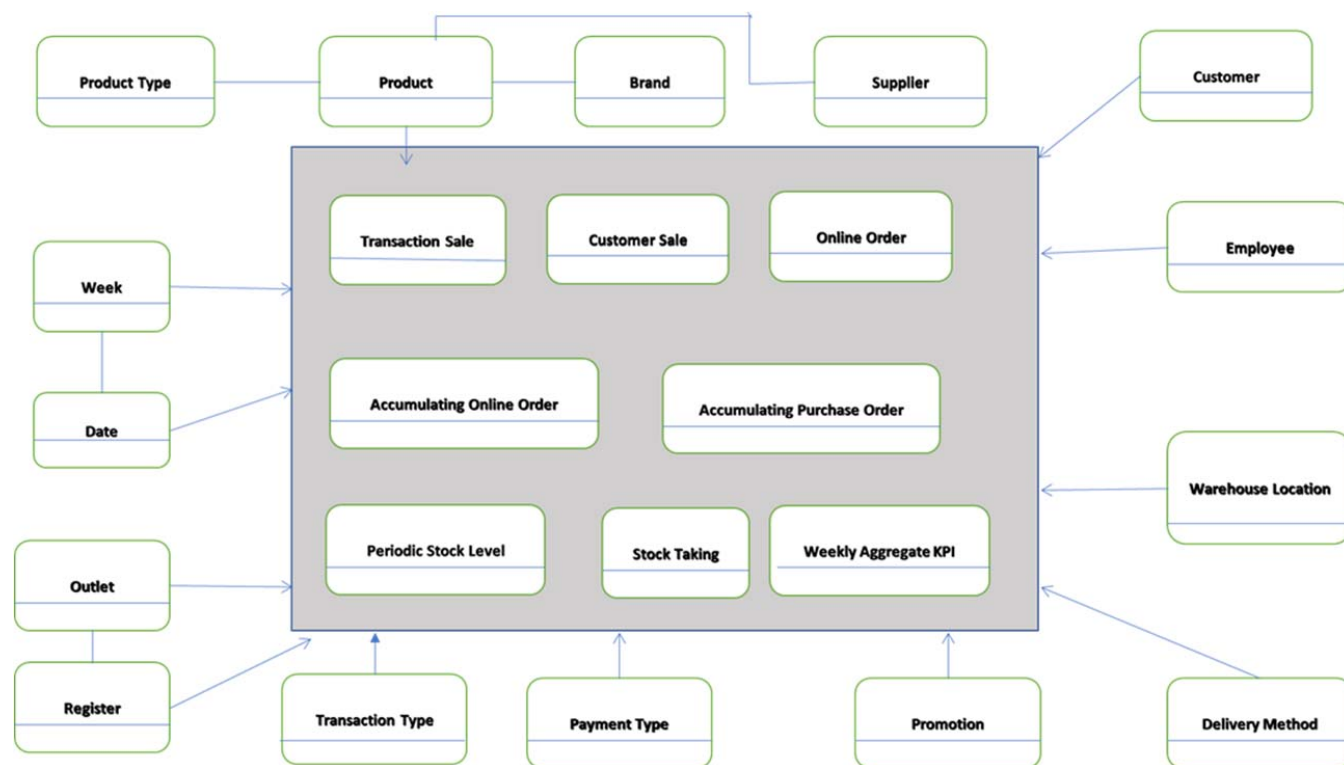 Product Type
Product
Brand
Supplier
Customer
Transaction Sale
Customer Sale
Online Order
Employee
Week
Accumulating Online Order
Accumulating Purchase Order
Date
Warehouse Location
Periodic Stock Level
Stock Taking
Weekly Aggregate KPI
Outlet
Register
Transaction Type
Payment Type
Promotion
Delivery Method